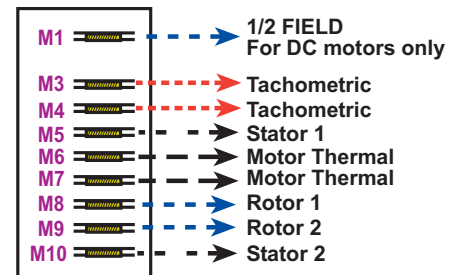 M1 1/2 FIELD
For DC motors only
M3 Tachometric
M4 Tachometric
M5 Stator 1
M6 Motor Thermal
M7 Motor Thermal
M8 Rotor 1
M9 Rotor 2
M10 Stator 2